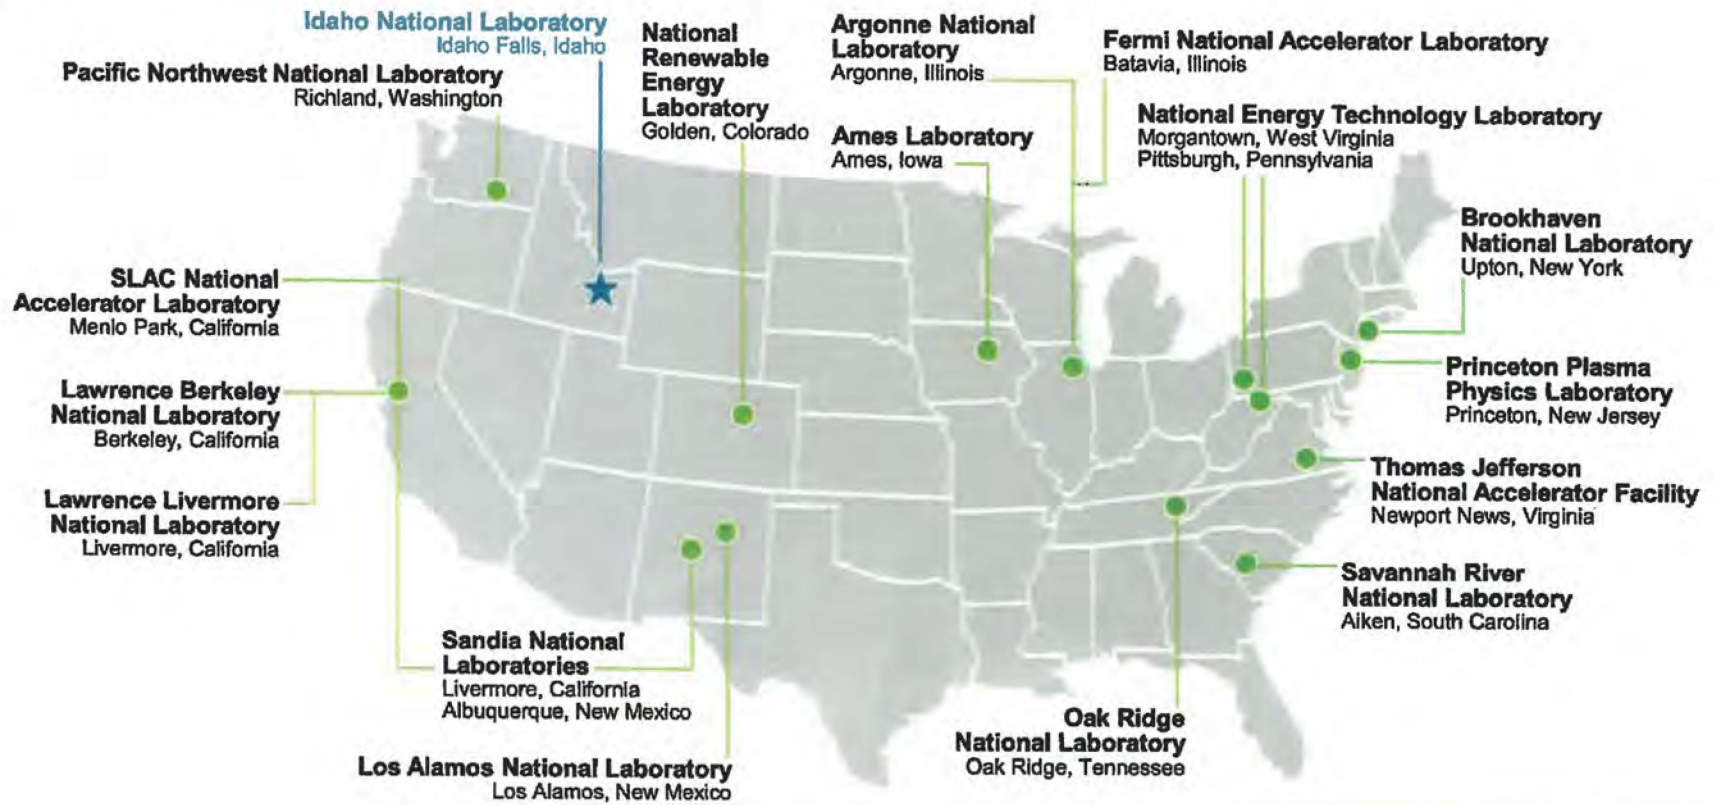 Idaho National Laboratory
Idaho Falls, Idaho
Pacific Northwest National Laboratory
Richland, Washington
National
Renewable
Energy
Laboratory
Golden, Colorado
Argonne National
Laboratory
Argonne, Illinois
Ames Laboratory
Ames, Iowa
Fermi National Accelerator Laboratory
Batavia, Illinois
National Energy Technology Laboratory
Morgantown, West Virginia
Pittsburgh, Pennsylvania
Brookhaven
National Laboratory
Upton, New York
SLAC National
Accelerator Laboratory
Menlo Park, California
Lawrence Berkeley
National Laboratory
Berkeley, California
Princeton Plasma
Physics Laboratory
Princeton, New Jersey
Lawrence Livermore
National Laboratory
Livermore, California
Thomas Jefferson
National Accelerator Facility
Newport News, Virginia
Savannah River
National Laboratory
Aiken, South Carolina
Sandia National
Laboratories
Livermore, California
Albuquerque, New Mexico
Oak Ridge
National Laboratory
Oak Ridge, Tennessee
Los Alamos National Laboratory
Los Alamos, New Mexico